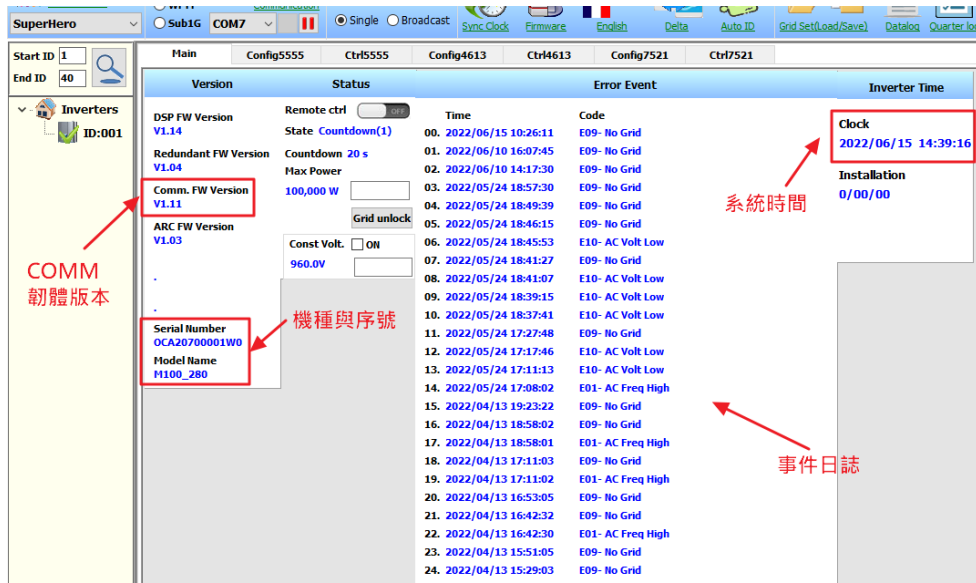 SuperHero
Sub1G COM7
Single Broadcast
Sync Clock
Firmware
English
Delta
Auto ID
Grid Set(Load/Save)
Datalog
Quarter log
Start ID 1
End ID 40
Inverters
ID:001
Main
Config5555
Ctrl5555
Config4613
Ctrl4613
Config7521
Ctrl7521
Version
DSP FW Version
V1.14
Redundant FW Version
V1.04
Comm. FW Version
V1.11
ARC FW Version
V1.03
.
.
Serial Number
OCA20700001W0
Model Name
M100_280
Status
Remote ctrl OFF
State Countdown(1)
Countdown 20 s
Max Power
100,000 W
Grid unlock
Const Volt. ON
960.0V
Error Event
Time Code
00. 2022/06/15 10:26:11 E09- No Grid
01. 2022/06/10 16:07:45 E09- No Grid
02. 2022/06/10 14:17:30 E09- No Grid
03. 2022/05/24 18:57:30 E09- No Grid
04. 2022/05/24 18:49:39 E09- No Grid
05. 2022/05/24 18:46:15 E09- No Grid
06. 2022/05/24 18:45:53 E10- AC Volt Low
07. 2022/05/24 18:41:27 E09- No Grid
08. 2022/05/24 18:41:07 E10- AC Volt Low
09. 2022/05/24 18:39:15 E10- AC Volt Low
10. 2022/05/24 18:37:41 E10- AC Volt Low
11. 2022/05/24 17:27:48 E09- No Grid
12. 2022/05/24 17:17:46 E10- AC Volt Low
13. 2022/05/24 17:11:13 E10- AC Volt Low
14. 2022/05/24 17:08:02 E01- AC Freq High
15. 2022/04/13 19:23:22 E09- No Grid
16. 2022/04/13 18:58:02 E09- No Grid
17. 2022/04/13 18:58:01 E01- AC Freq High
18. 2022/04/13 17:11:03 E09- No Grid
19. 2022/04/13 17:11:02 E01- AC Freq High
20. 2022/04/13 16:53:05 E09- No Grid
21. 2022/04/13 16:42:32 E09- No Grid
22. 2022/04/13 16:42:30 E01- AC Freq High
23. 2022/04/13 15:51:05 E09- No Grid
24. 2022/04/13 15:29:03 E09- No Grid
Inverter Time
Clock
2022/06/15 14:39:16
Installation
0/00/00
COMM
韌體版本
機種與序號
系統時間
事件日誌